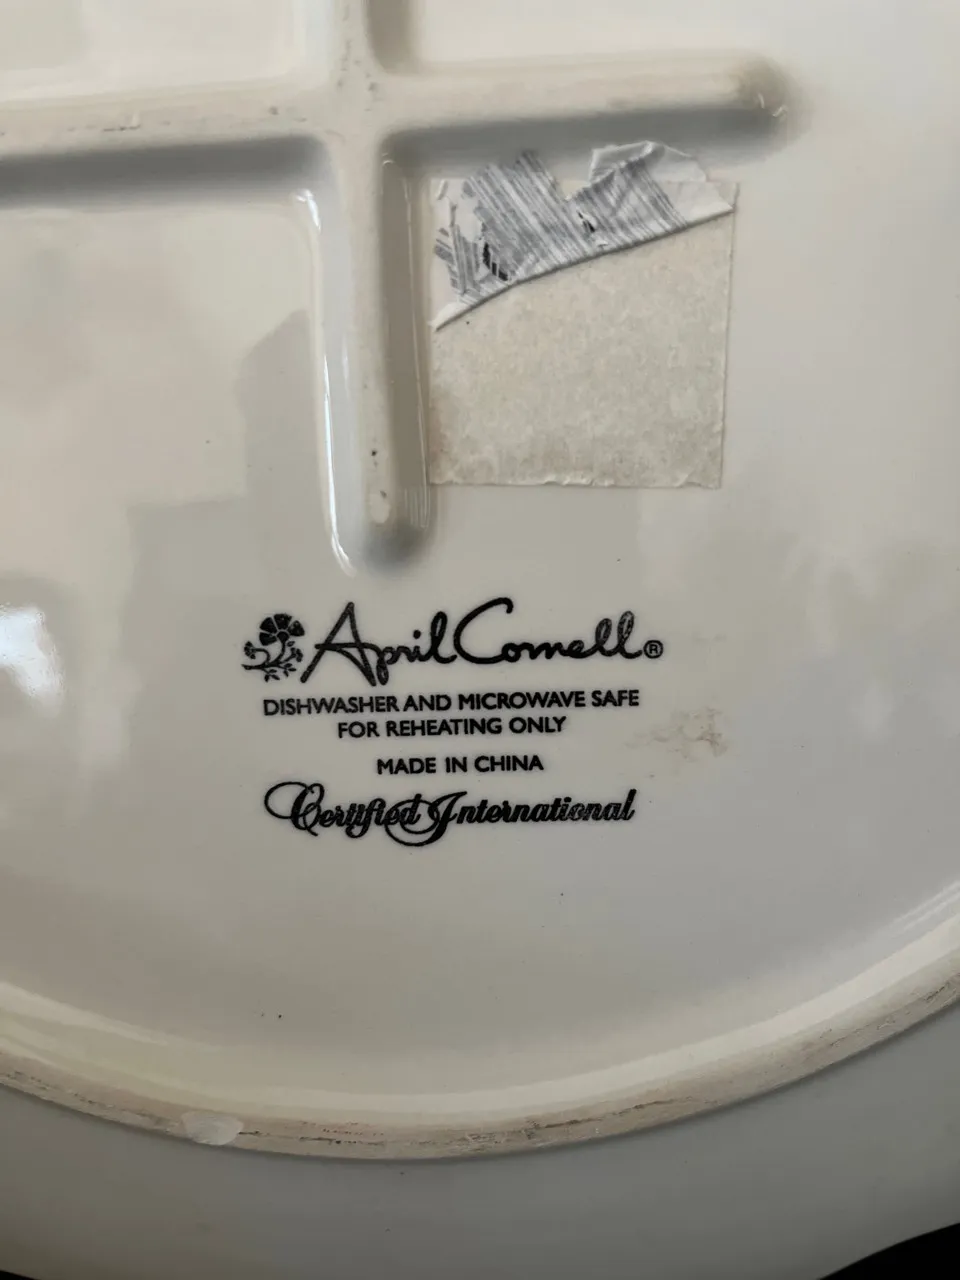 April Cornell®
DISHWASHER AND MICROWAVE SAFE
FOR REHEATING ONLY
MADE IN CHINA
Certified International